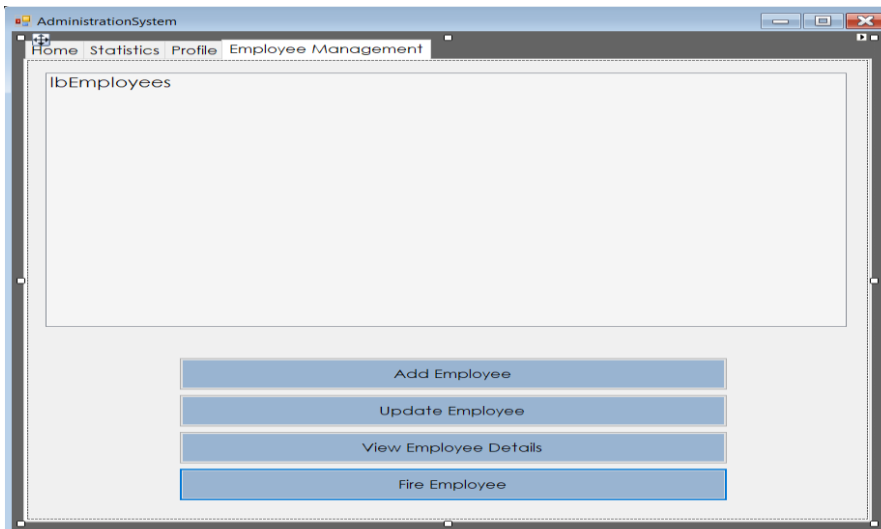 AdministrationSystem
Home Statistics Profile Employee Management
lbEmployees
Add Employee
Update Employee
View Employee Details
Fire Employee